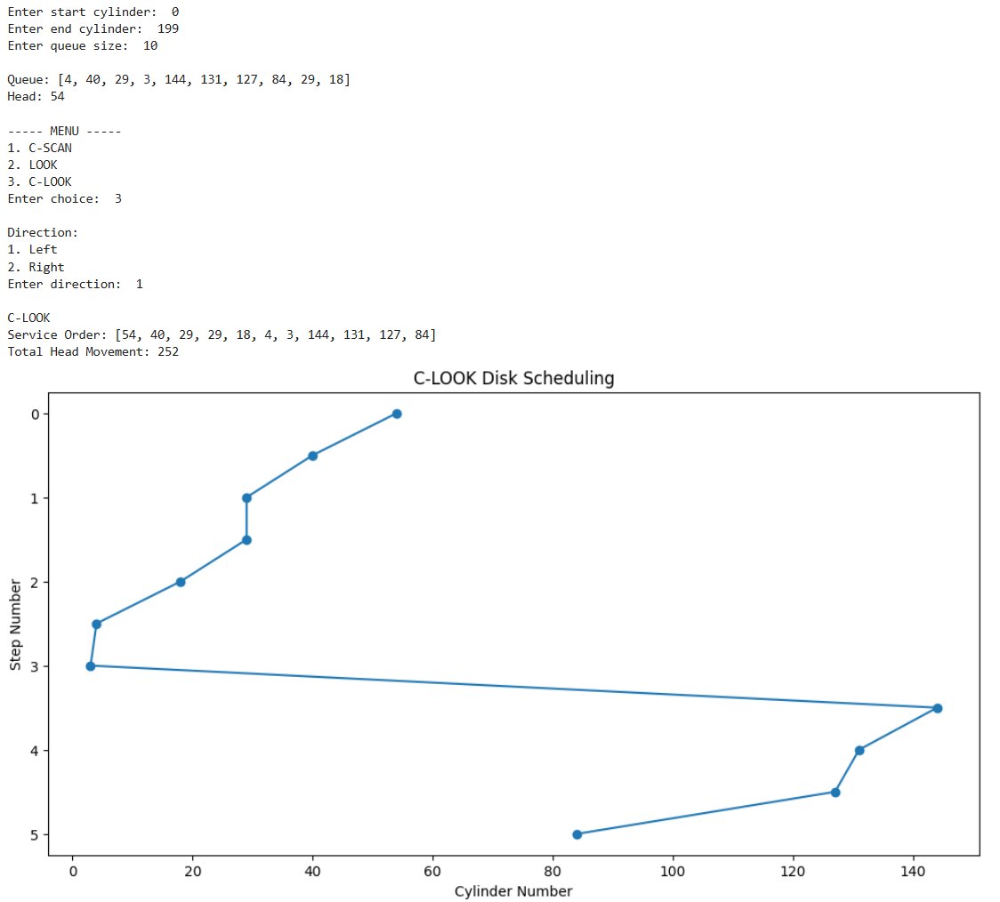 Enter start cylinder:  0
Enter end cylinder:  199
Enter queue size:  10
Queue: [4, 40, 29, 3, 144, 131, 127, 84, 29, 18]
Head: 54
----- MENU -----
1. C-SCAN
2. LOOK
3. C-LOOK
Enter choice:  3
Direction:
1. Left
2. Right
Enter direction:  1
C-LOOK
Service Order: [54, 40, 29, 29, 18, 4, 3, 144, 131, 127, 84]
Total Head Movement: 252
C-LOOK Disk Scheduling
Step Number
0
1
2
3
4
5
0 20 40 60 80 100 120 140
Cylinder Number